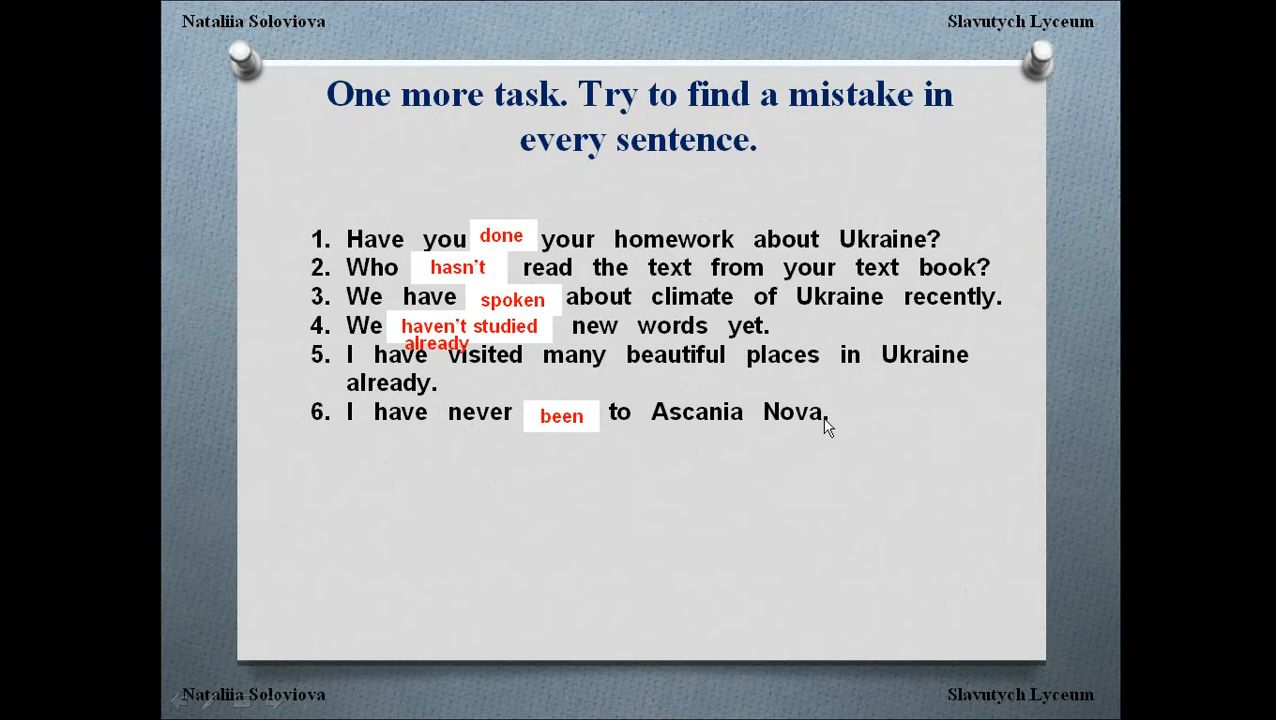 Nataliia Soloviova Slavutych Lyceum
One more task. Try to find a mistake in
every sentence.
1. Have you done your homework about Ukraine?
2. Who hasn't read the text from your text book?
3. We have spoken about climate of Ukraine recently.
4. We haven't studied new words yet.
already
5. I have visited many beautiful places in Ukraine
already.
6. I have never been to Ascania Nova.
Nataliia Soloviova Slavutych Lyceum